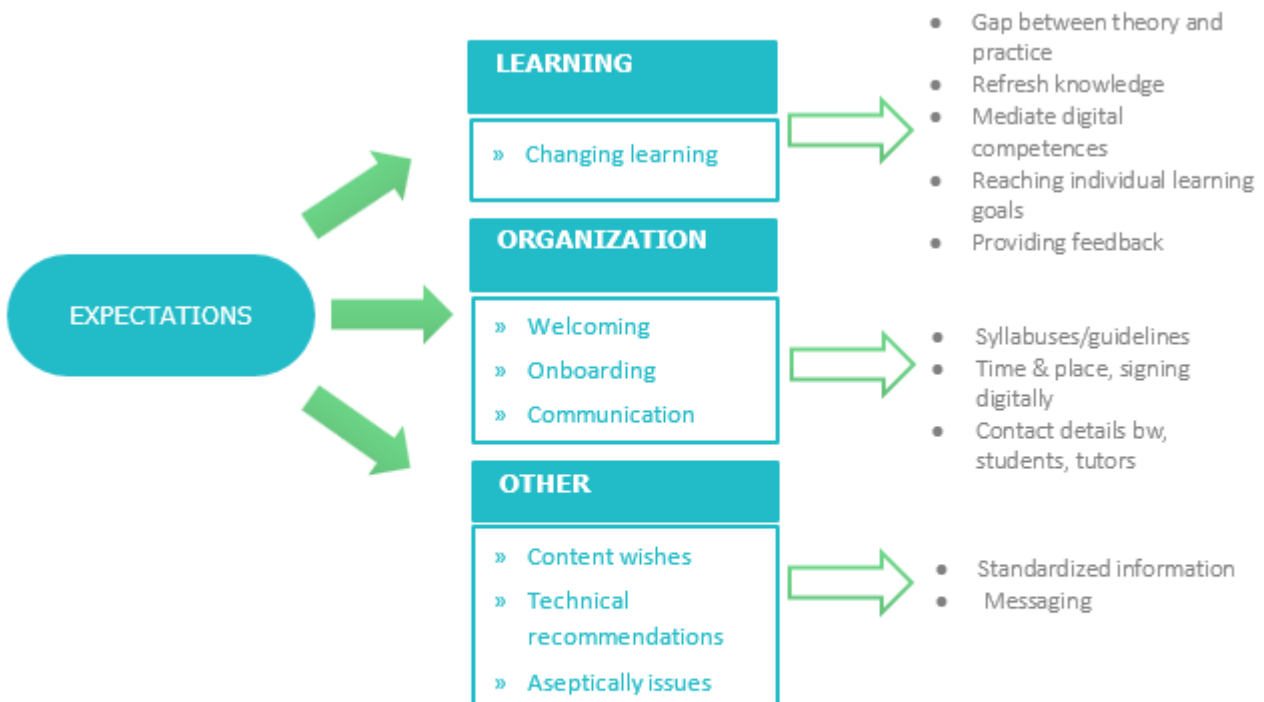 EXPECTATIONS
LEARNING
» Changing learning
● Gap between theory and
practice
● Refresh knowledge
● Mediate digital
competences
● Reaching individual learning
goals
● Providing feedback
ORGANIZATION
» Welcoming
» Onboarding
» Communication
● Syllabuses/guidelines
● Time & place, signing
digitally
● Contact details bw,
students, tutors
OTHER
» Content wishes
» Technical
recommendations
» Aseptically issues
● Standardized information
● Messaging